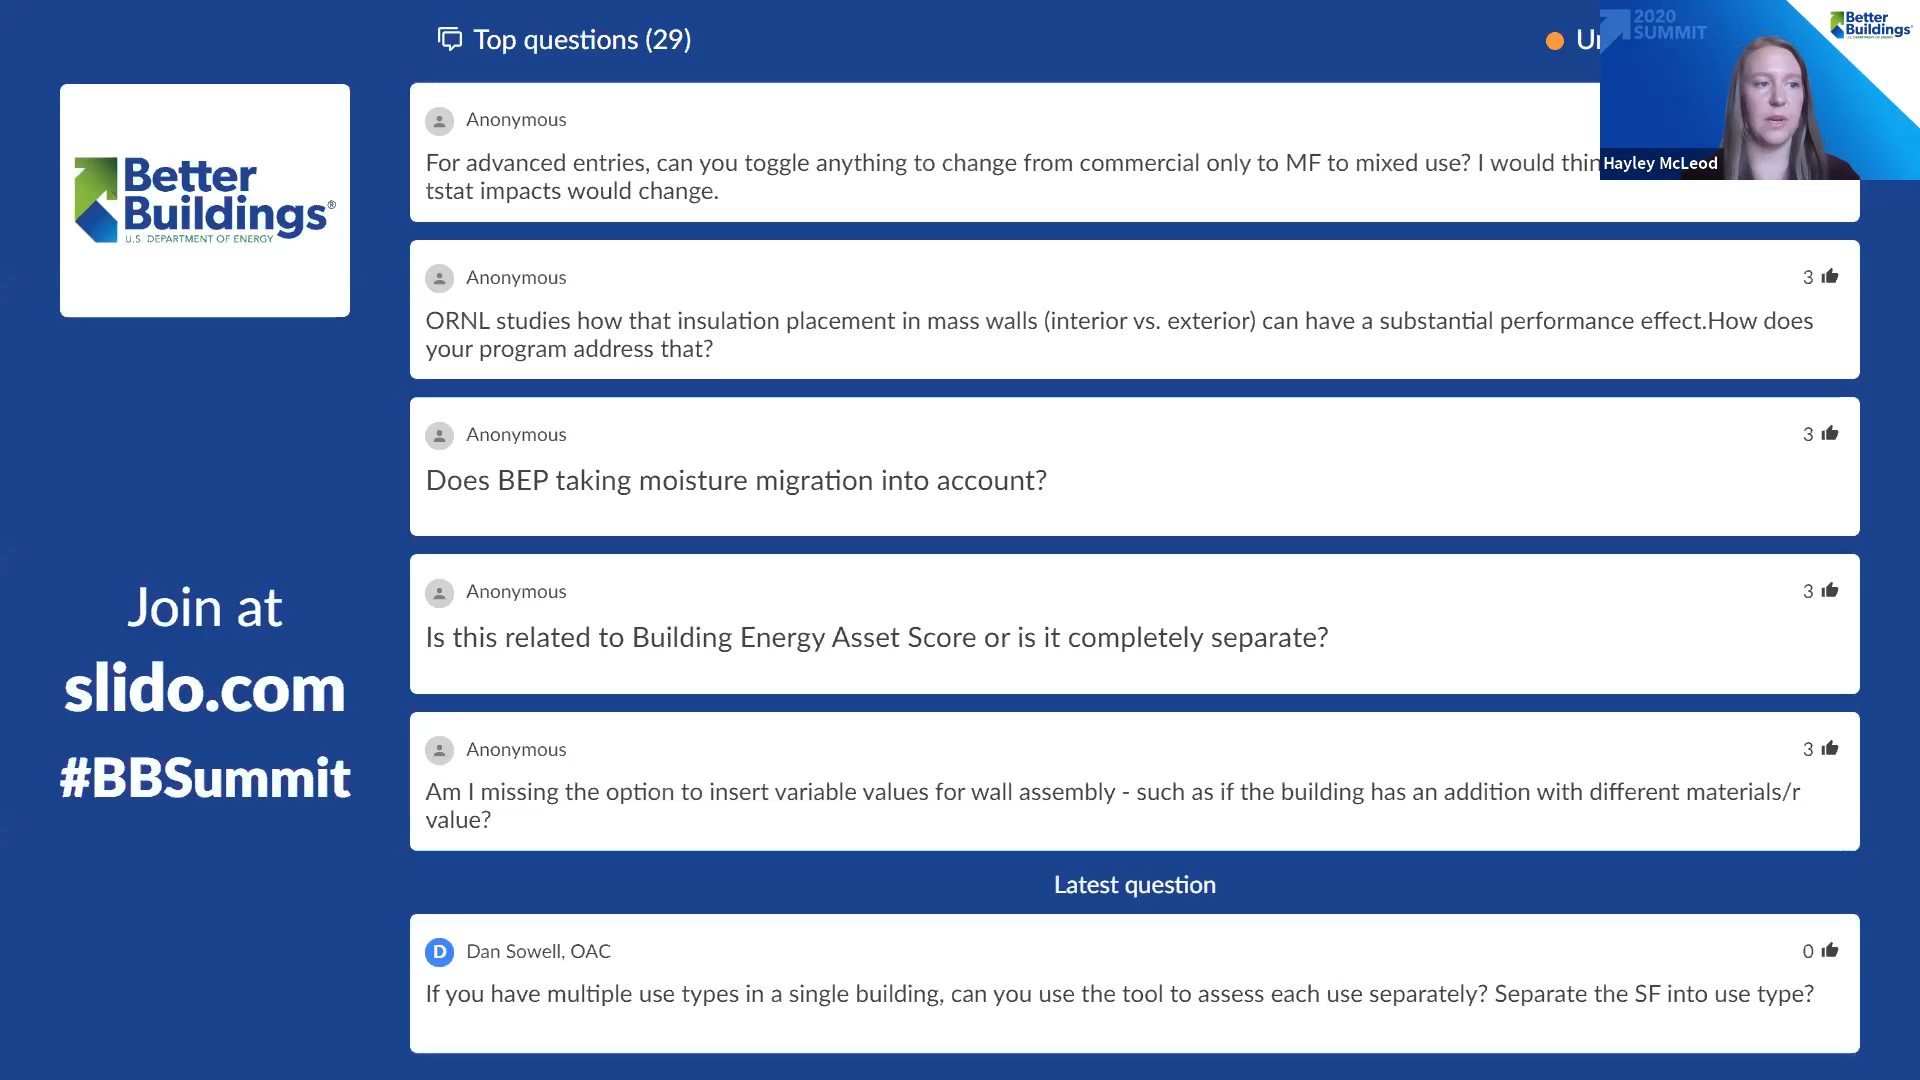 Top questions (29)
2020
SUMMIT
Better
Buildings®
U.S. DEPARTMENT OF ENERGY
Hayley McLeod
Better
Buildings®
U.S. DEPARTMENT OF ENERGY
Join at
slido.com
#BBSummit
Anonymous
For advanced entries, can you toggle anything to change from commercial only to MF to mixed use? I would
tstat impacts would change.
Anonymous
3
ORNL studies how that insulation placement in mass walls (interior vs. exterior) can have a substantial performance effect.How does
your program address that?
Anonymous
3
Does BEP taking moisture migration into account?
Anonymous
3
Is this related to Building Energy Asset Score or is it completely separate?
Anonymous
3
Am I missing the option to insert variable values for wall assembly - such as if the building has an addition with different materials/r
value?
Latest question
D
Dan Sowell, OAC
0
If you have multiple use types in a single building, can you use the tool to assess each use separately? Separate the SF into use type?